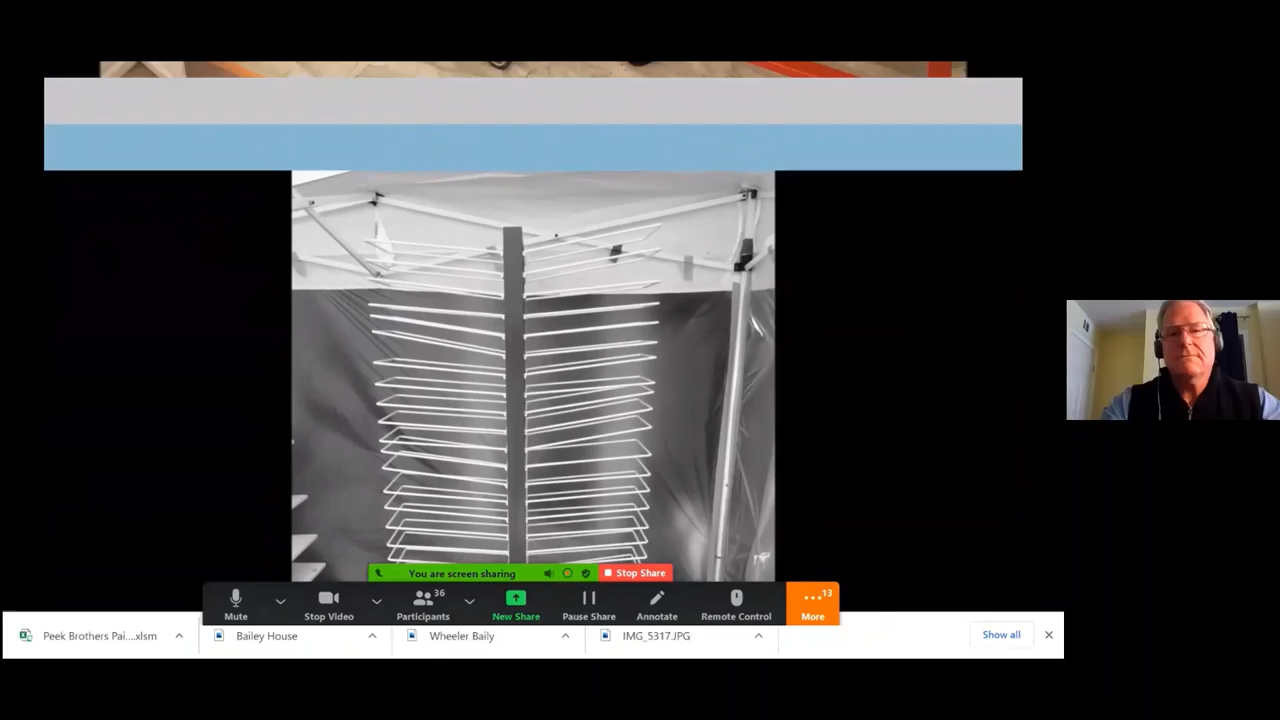 You are screen sharing
Stop Share
36
13
Mute
Stop Video
Participants
New Share
Pause Share
Annotate
Remote Control
More
Peek Brothers Pai....xlsm
Bailey House
Wheeler Baily
IMG_5317.JPG
Show all